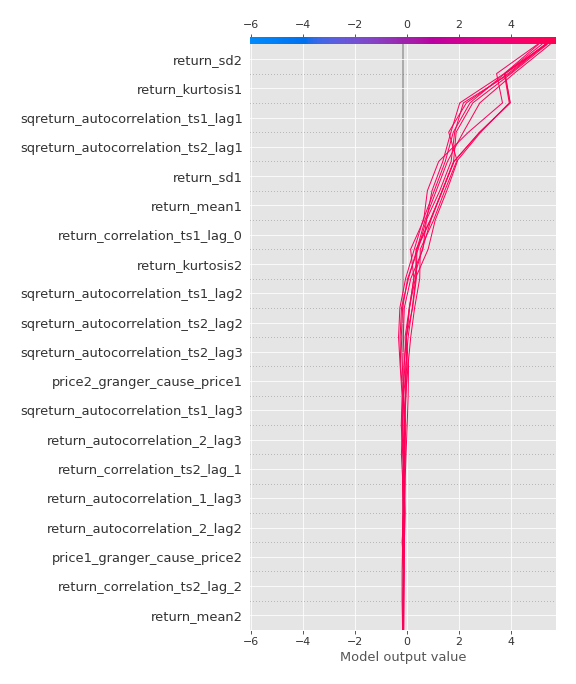 −6 −4 −2 0 2 4
return_sd2
return_kurtosis1
sqreturn_autocorrelation_ts1_lag1
sqreturn_autocorrelation_ts2_lag1
return_sd1
return_mean1
return_correlation_ts1_lag_0
return_kurtosis2
sqreturn_autocorrelation_ts1_lag2
sqreturn_autocorrelation_ts2_lag2
sqreturn_autocorrelation_ts2_lag3
price2_granger_cause_price1
sqreturn_autocorrelation_ts1_lag3
return_autocorrelation_2_lag3
return_correlation_ts2_lag_1
return_autocorrelation_1_lag3
return_autocorrelation_2_lag2
price1_granger_cause_price2
return_correlation_ts2_lag_2
return_mean2
−6 −4 −2 0 2 4
Model output value